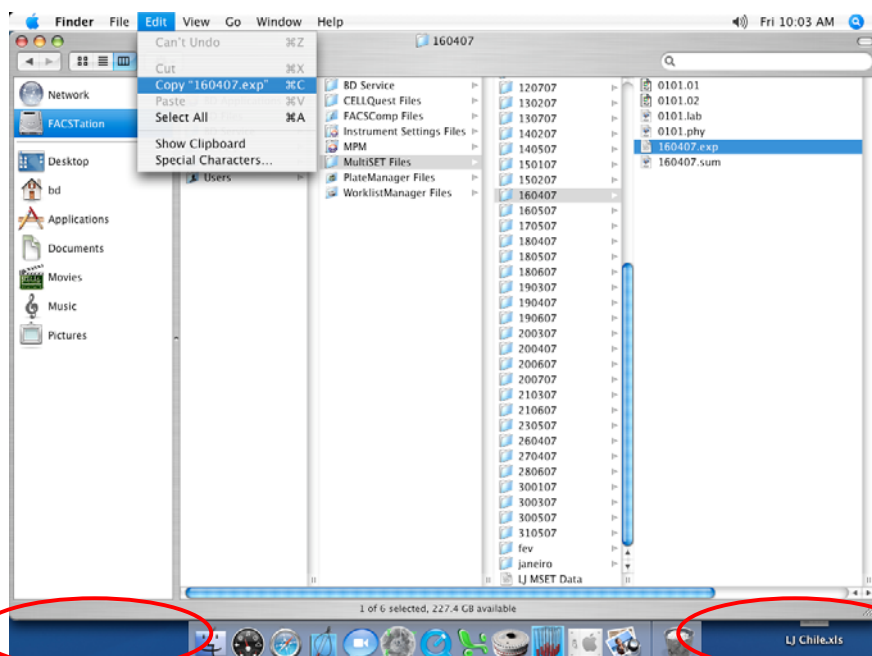 Finder File Edit View Go Window Help Fri 10:03 AM
160407
Can't Undo ⌘Z
Cut ⌘X
Copy "160407.exp" ⌘C
Paste ⌘V
Select All ⌘A
Show Clipboard
Special Characters...
Network
FACSTation
Desktop
bd
Applications
Documents
Movies
Music
Pictures
Users
BD Service
CELLQuest Files
FACSComp Files
Instrument Settings Files
MPM
MultiSET Files
PlateManager Files
WorklistManager Files
120707
130207
130707
140207
140507
150107
150207
160407
160507
170507
180407
180507
180607
190307
190407
190607
200307
200407
200607
200707
210307
210607
230507
260407
270407
280607
300107
300307
300507
310507
fev
janeiro
LJ MSET Data
0101.01
0101.02
0101.lab
0101.phy
160407.exp
160407.sum
1 of 6 selected, 227.4 GB available
LJ Chile.xls